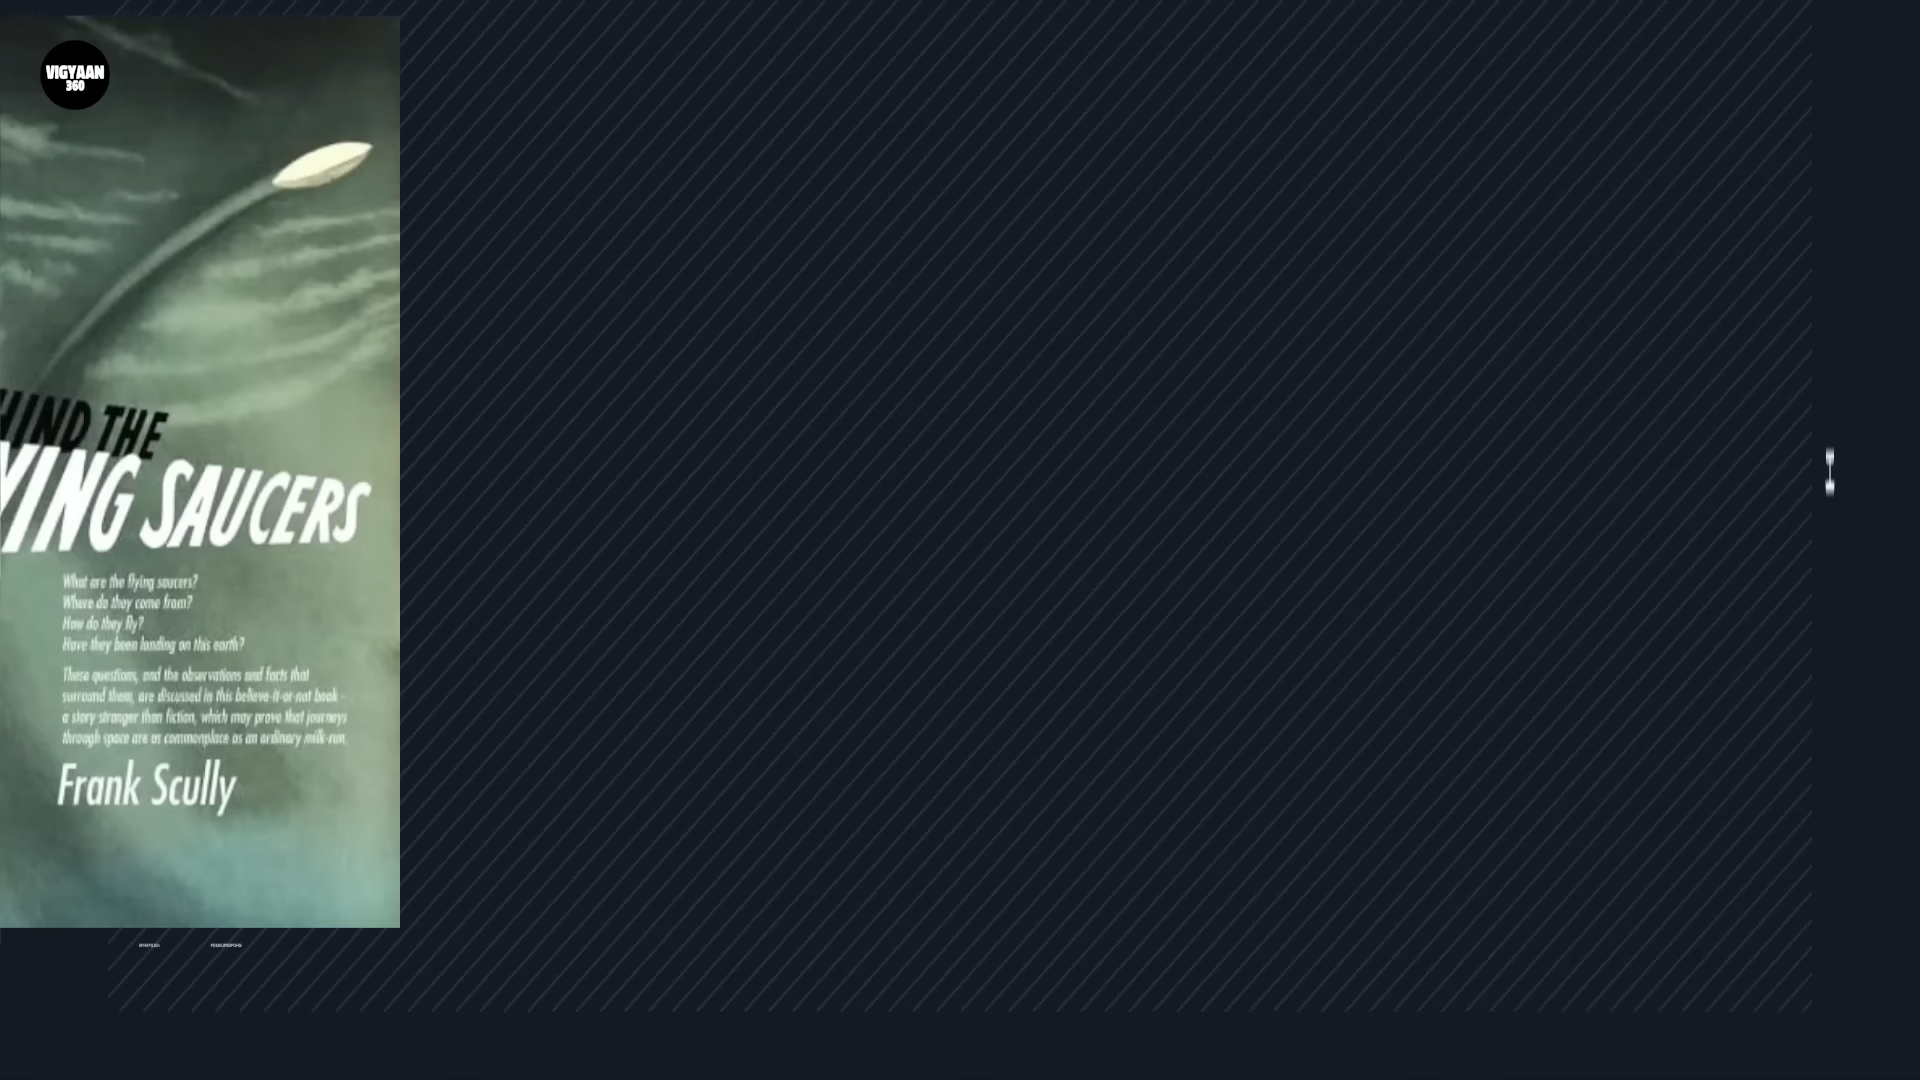 VIGYAAN
360
HIND THE
YING SAUCERS
What are the flying saucers?
Where do they come from?
How do they fly?
Have they been landing on this earth?
These questions, and the observations and facts that
surround them, are discussed in this believe-it-or-not book -
a story stranger than fiction, which may prove that journeys
through space are as commonplace as an ordinary milk-run.
Frank Scully